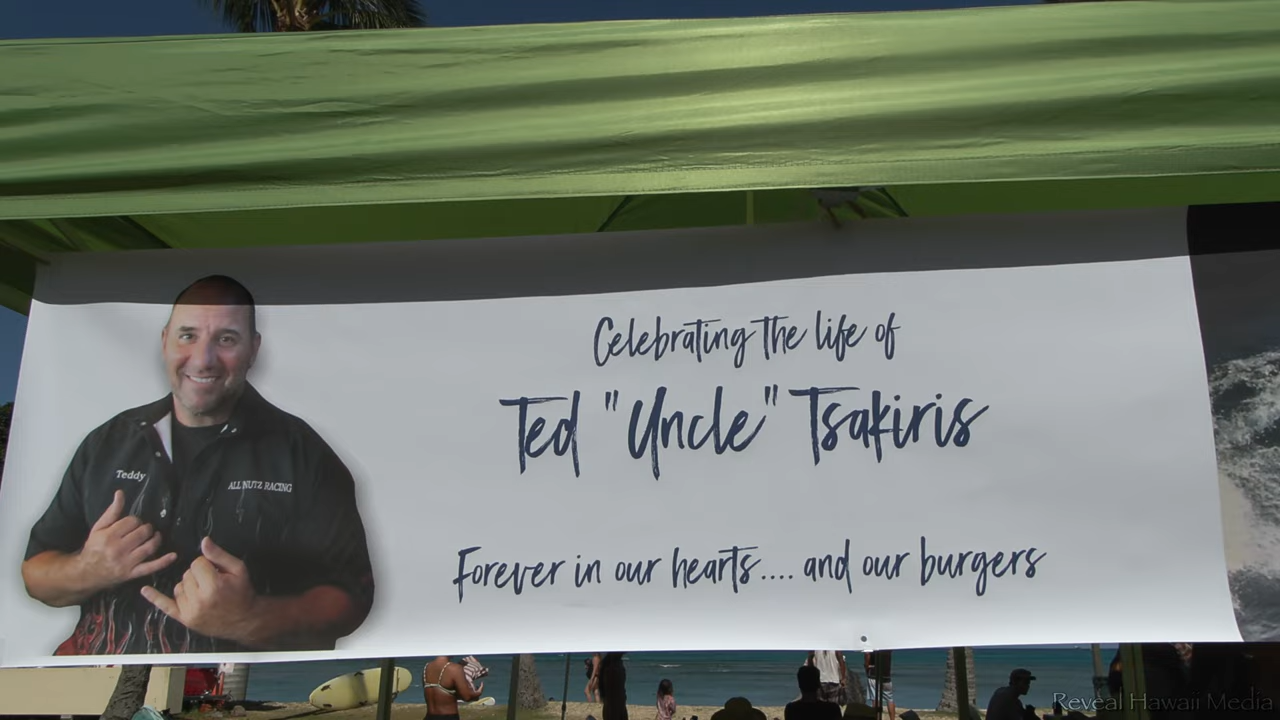 Celebrating the life of
Ted "Uncle" Tsakiris
Forever in our hearts.... and our burgers
Teddy
ALL NUTZ RACING
Reveal Hawaii Media